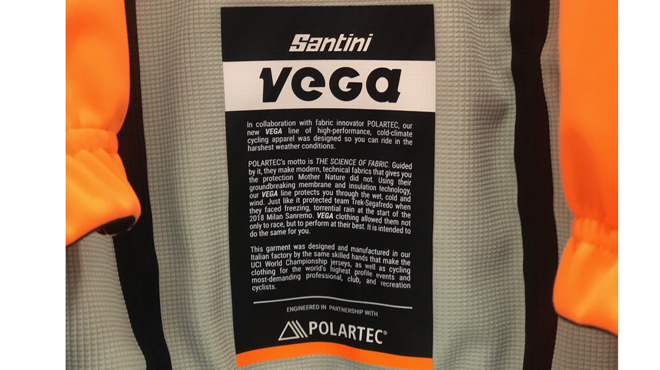 Santini
VEGA
In collaboration with fabric innovator POLARTEC, our
new VEGA line of high-performance, cold-climate
cycling apparel was designed so you can ride in the
harshest weather conditions.
POLARTEC's motto is THE SCIENCE OF FABRIC. Guided
by it, they make modern, technical fabrics that gives you
the protection Mother Nature did not. Using their
groundbreaking membrane and insulation technology,
our VEGA line protects you through the wet, cold and
wind. Just like it protected team Trek-Segafredo when
they faced freezing, torrential rain at the start of the
2018 Milan Sanremo. VEGA clothing allowed them not
only to race, but to perform at their best. It is intended to
do the same for you.
This garment was designed and manufactured in our
Italian factory by the same skilled hands that make the
UCI World Championship jerseys, as well as cycling
clothing for the world's highest profile events and
most-demanding professional, club, and recreation
cyclists.
ENGINEERED IN PARTNERSHIP WITH
POLARTEC®